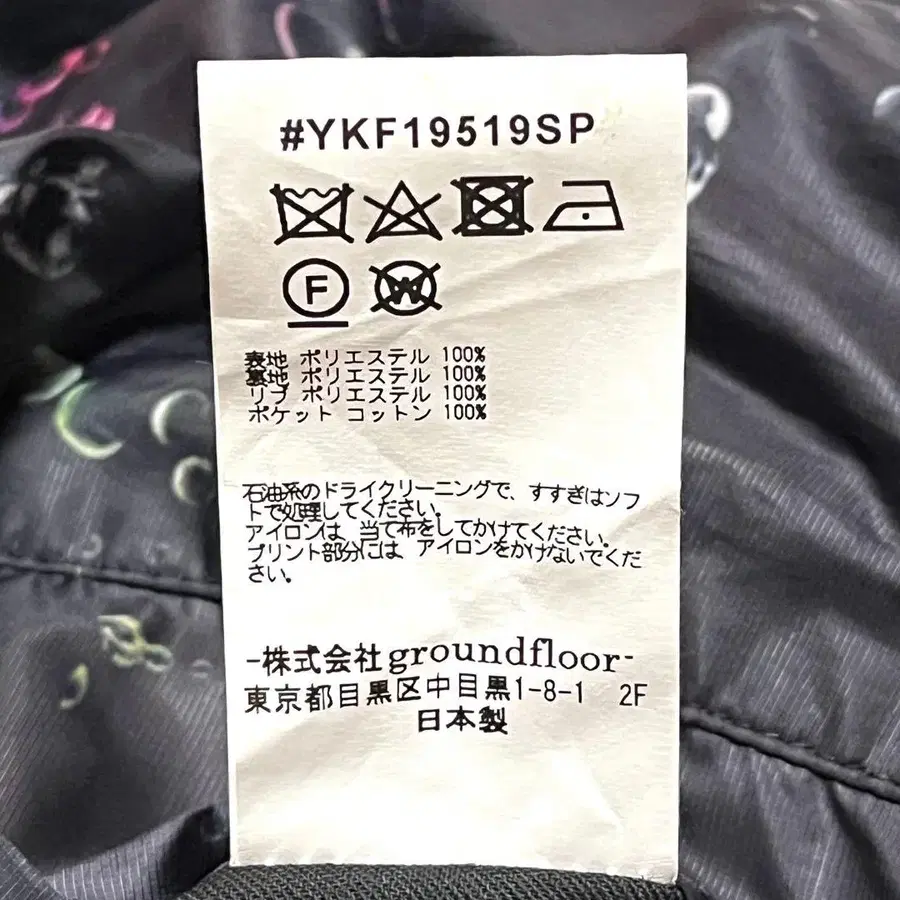 #YKF19519SP
F
W
表地 ポリエステル 100%
裏地 ポリエステル 100%
リブ ポリエステル 100%
ポケット コットン 100%
石油系のドライクリーニングで、すすぎはソフ
トで処理してください。
アイロンは、当て布をしてかけてください。
プリント部分には、アイロンをかけないでくだ
さい。
-株式会社groundfloor-
東京都目黒区中目黒1-8-1 2F
日本製